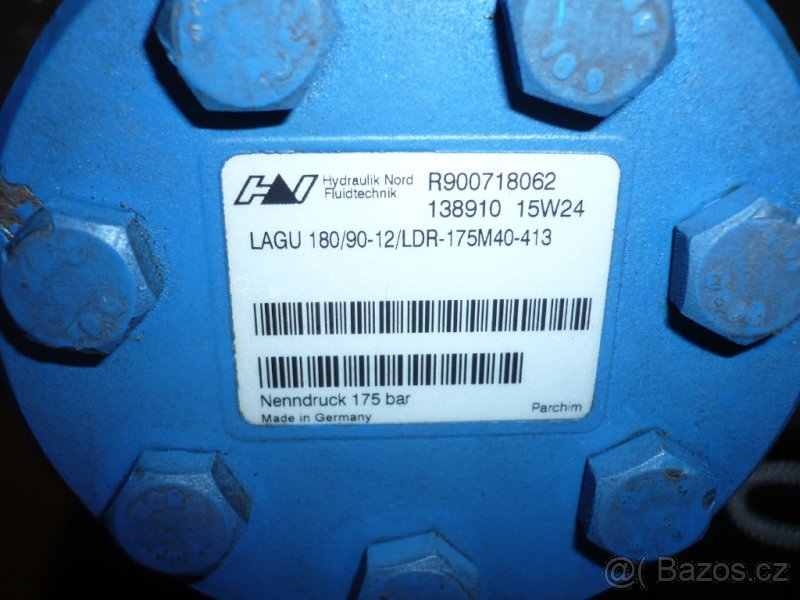 Hydraulik Nord
Fluidtechnik
R900718062
138910 15W24
LAGU 180/90-12/LDR-175M40-413
Nenndruck 175 bar
Made in Germany
Parchim
@( Bazos.cz